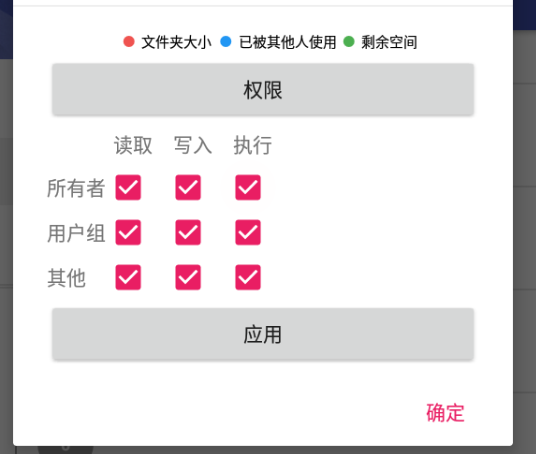 文件夹大小 已被其他人使用 剩余空间
权限
读取 写入 执行
所有者
用户组
其他
应用
确定